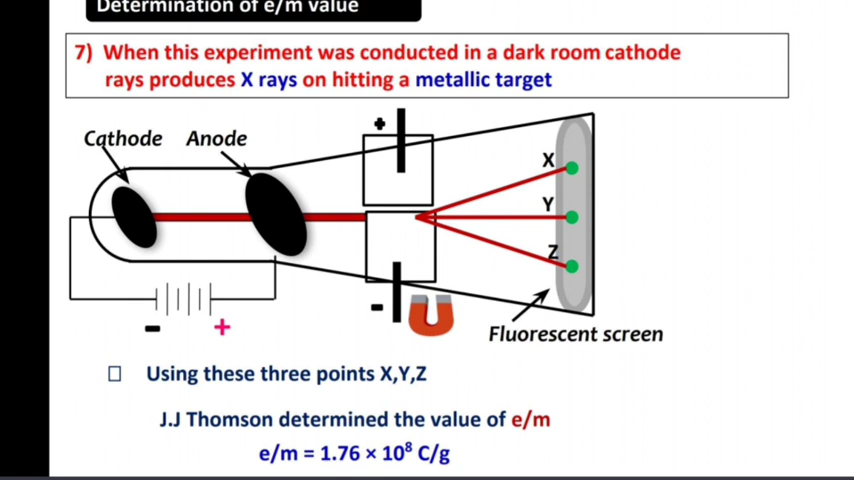 Determination of e/m value
7) When this experiment was conducted in a dark room cathode
rays produces X rays on hitting a metallic target
Cathode Anode
+
X
Y
Z
-
- +
Fluorescent screen
Using these three points X,Y,Z
J.J Thomson determined the value of e/m
e/m = 1.76 × 10⁸ C/g